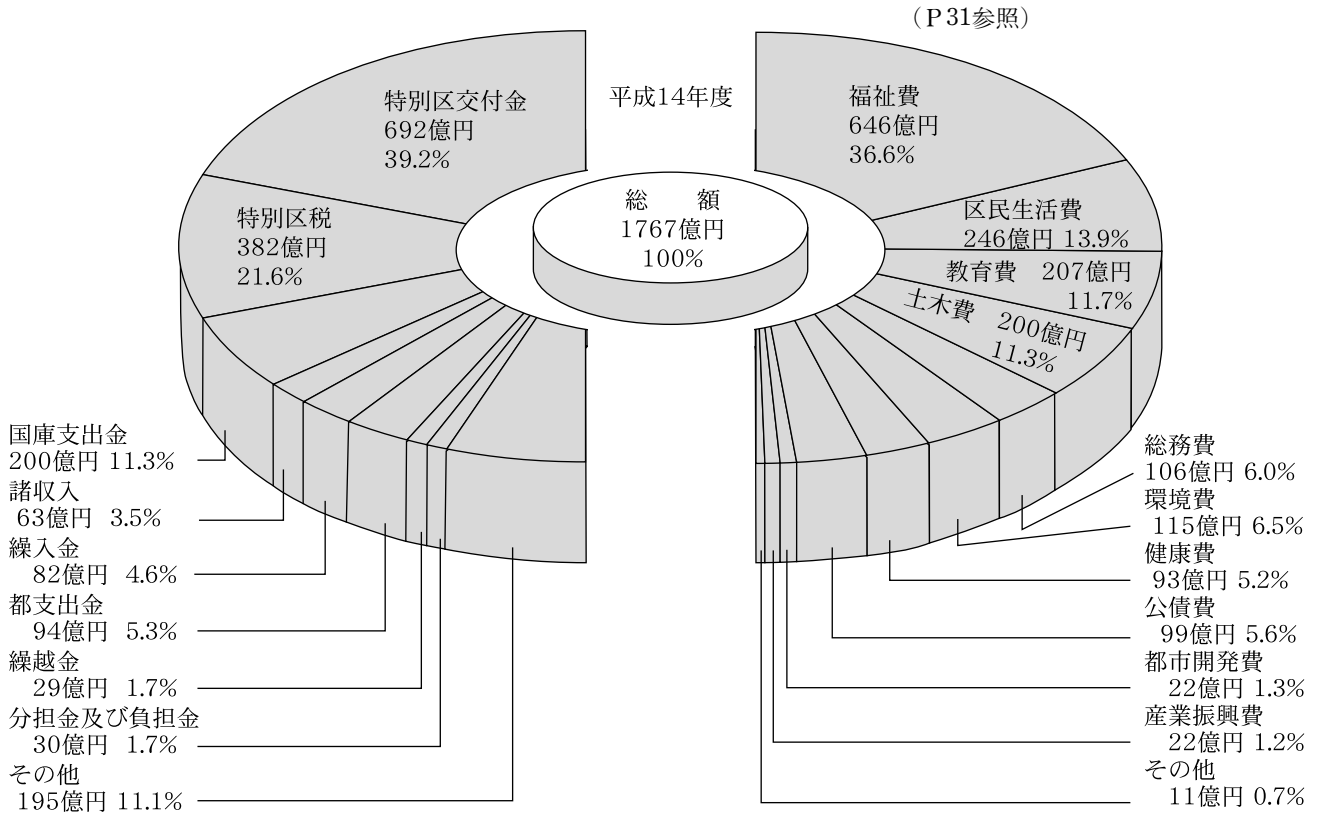 （P31参照）
平成14年度
総　額
1767億円
100%
特別区交付金
692億円
39.2%
特別区税
382億円
21.6%
国庫支出金
200億円 11.3%
諸収入
63億円 3.5%
繰入金
82億円 4.6%
都支出金
94億円 5.3%
繰越金
29億円 1.7%
分担金及び負担金
30億円 1.7%
その他
195億円 11.1%
福祉費
646億円
36.6%
区民生活費
246億円 13.9%
教育費　207億円
11.7%
土木費　200億円
11.3%
総務費
106億円 6.0%
環境費
115億円 6.5%
健康費
93億円 5.2%
公債費
99億円 5.6%
都市開発費
22億円 1.3%
産業振興費
22億円 1.2%
その他
11億円 0.7%